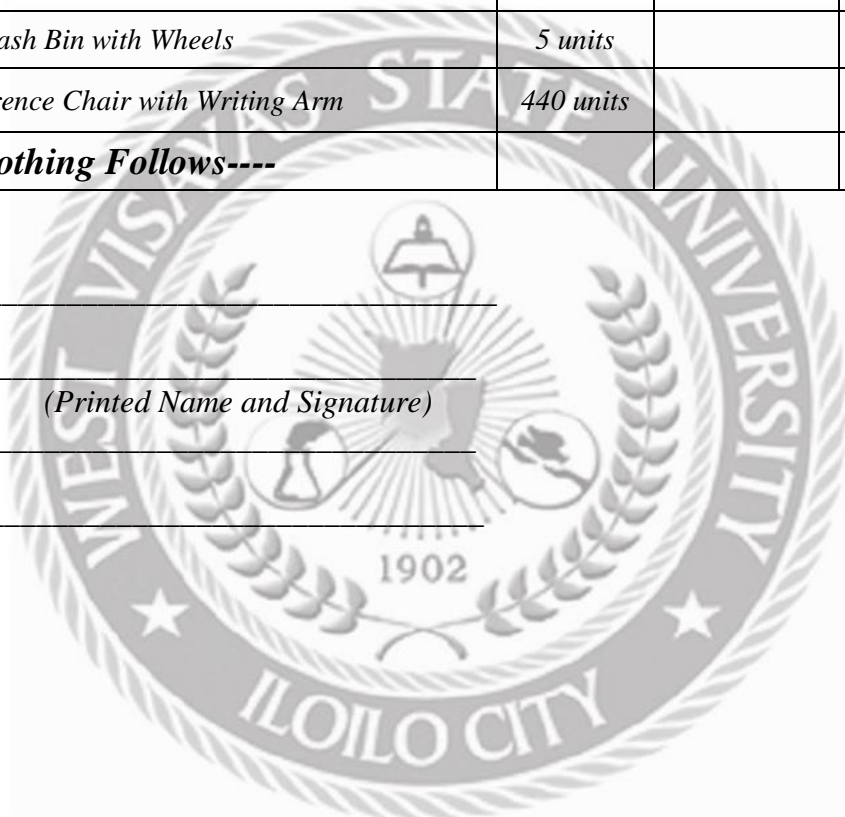 ash Bin with Wheels 5 units
rence Chair with Writing Arm 440 units
othing Follows----
(Printed Name and Signature)
WEST VISAYAS STATE UNIVERSITY
1902
ILOILO CITY